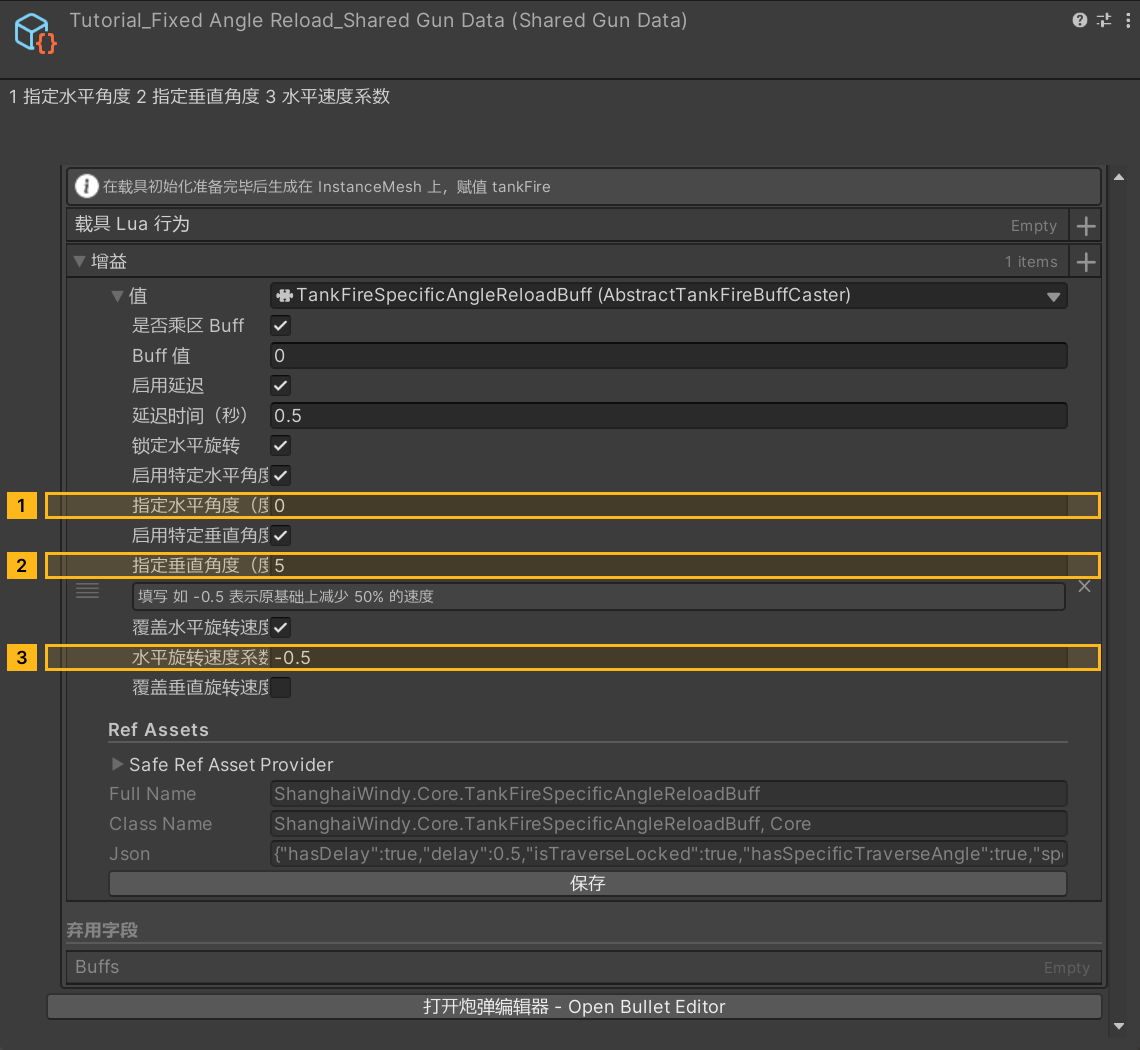 Tutorial_Fixed Angle Reload_Shared Gun Data (Shared Gun Data)
1 指定水平角度 2 指定垂直角度 3 水平速度系数
在载具初始化准备完毕后生成在 InstanceMesh 上，赋值 tankFire
载具 Lua 行为 Empty
增益 1 items
值 TankFireSpecificAngleReloadBuff (AbstractTankFireBuffCaster)
是否乘区 Buff
Buff 值 0
启用延迟
延迟时间（秒） 0.5
锁定水平旋转
启用特定水平角度
1 指定水平角度（度 0
启用特定垂直角度
2 指定垂直角度（度 5
填写 如 -0.5 表示原基础上减少 50% 的速度
覆盖水平旋转速度
3 水平旋转速度系数 -0.5
覆盖垂直旋转速度
Ref Assets
Safe Ref Asset Provider
Full Name ShanghaiWindy.Core.TankFireSpecificAngleReloadBuff
Class Name ShanghaiWindy.Core.TankFireSpecificAngleReloadBuff, Core
Json {"hasDelay":true,"delay":0.5,"isTraverseLocked":true,"hasSpecificTraverseAngle":true,"sp
保存
弃用字段
Buffs Empty
打开炮弹编辑器 - Open Bullet Editor